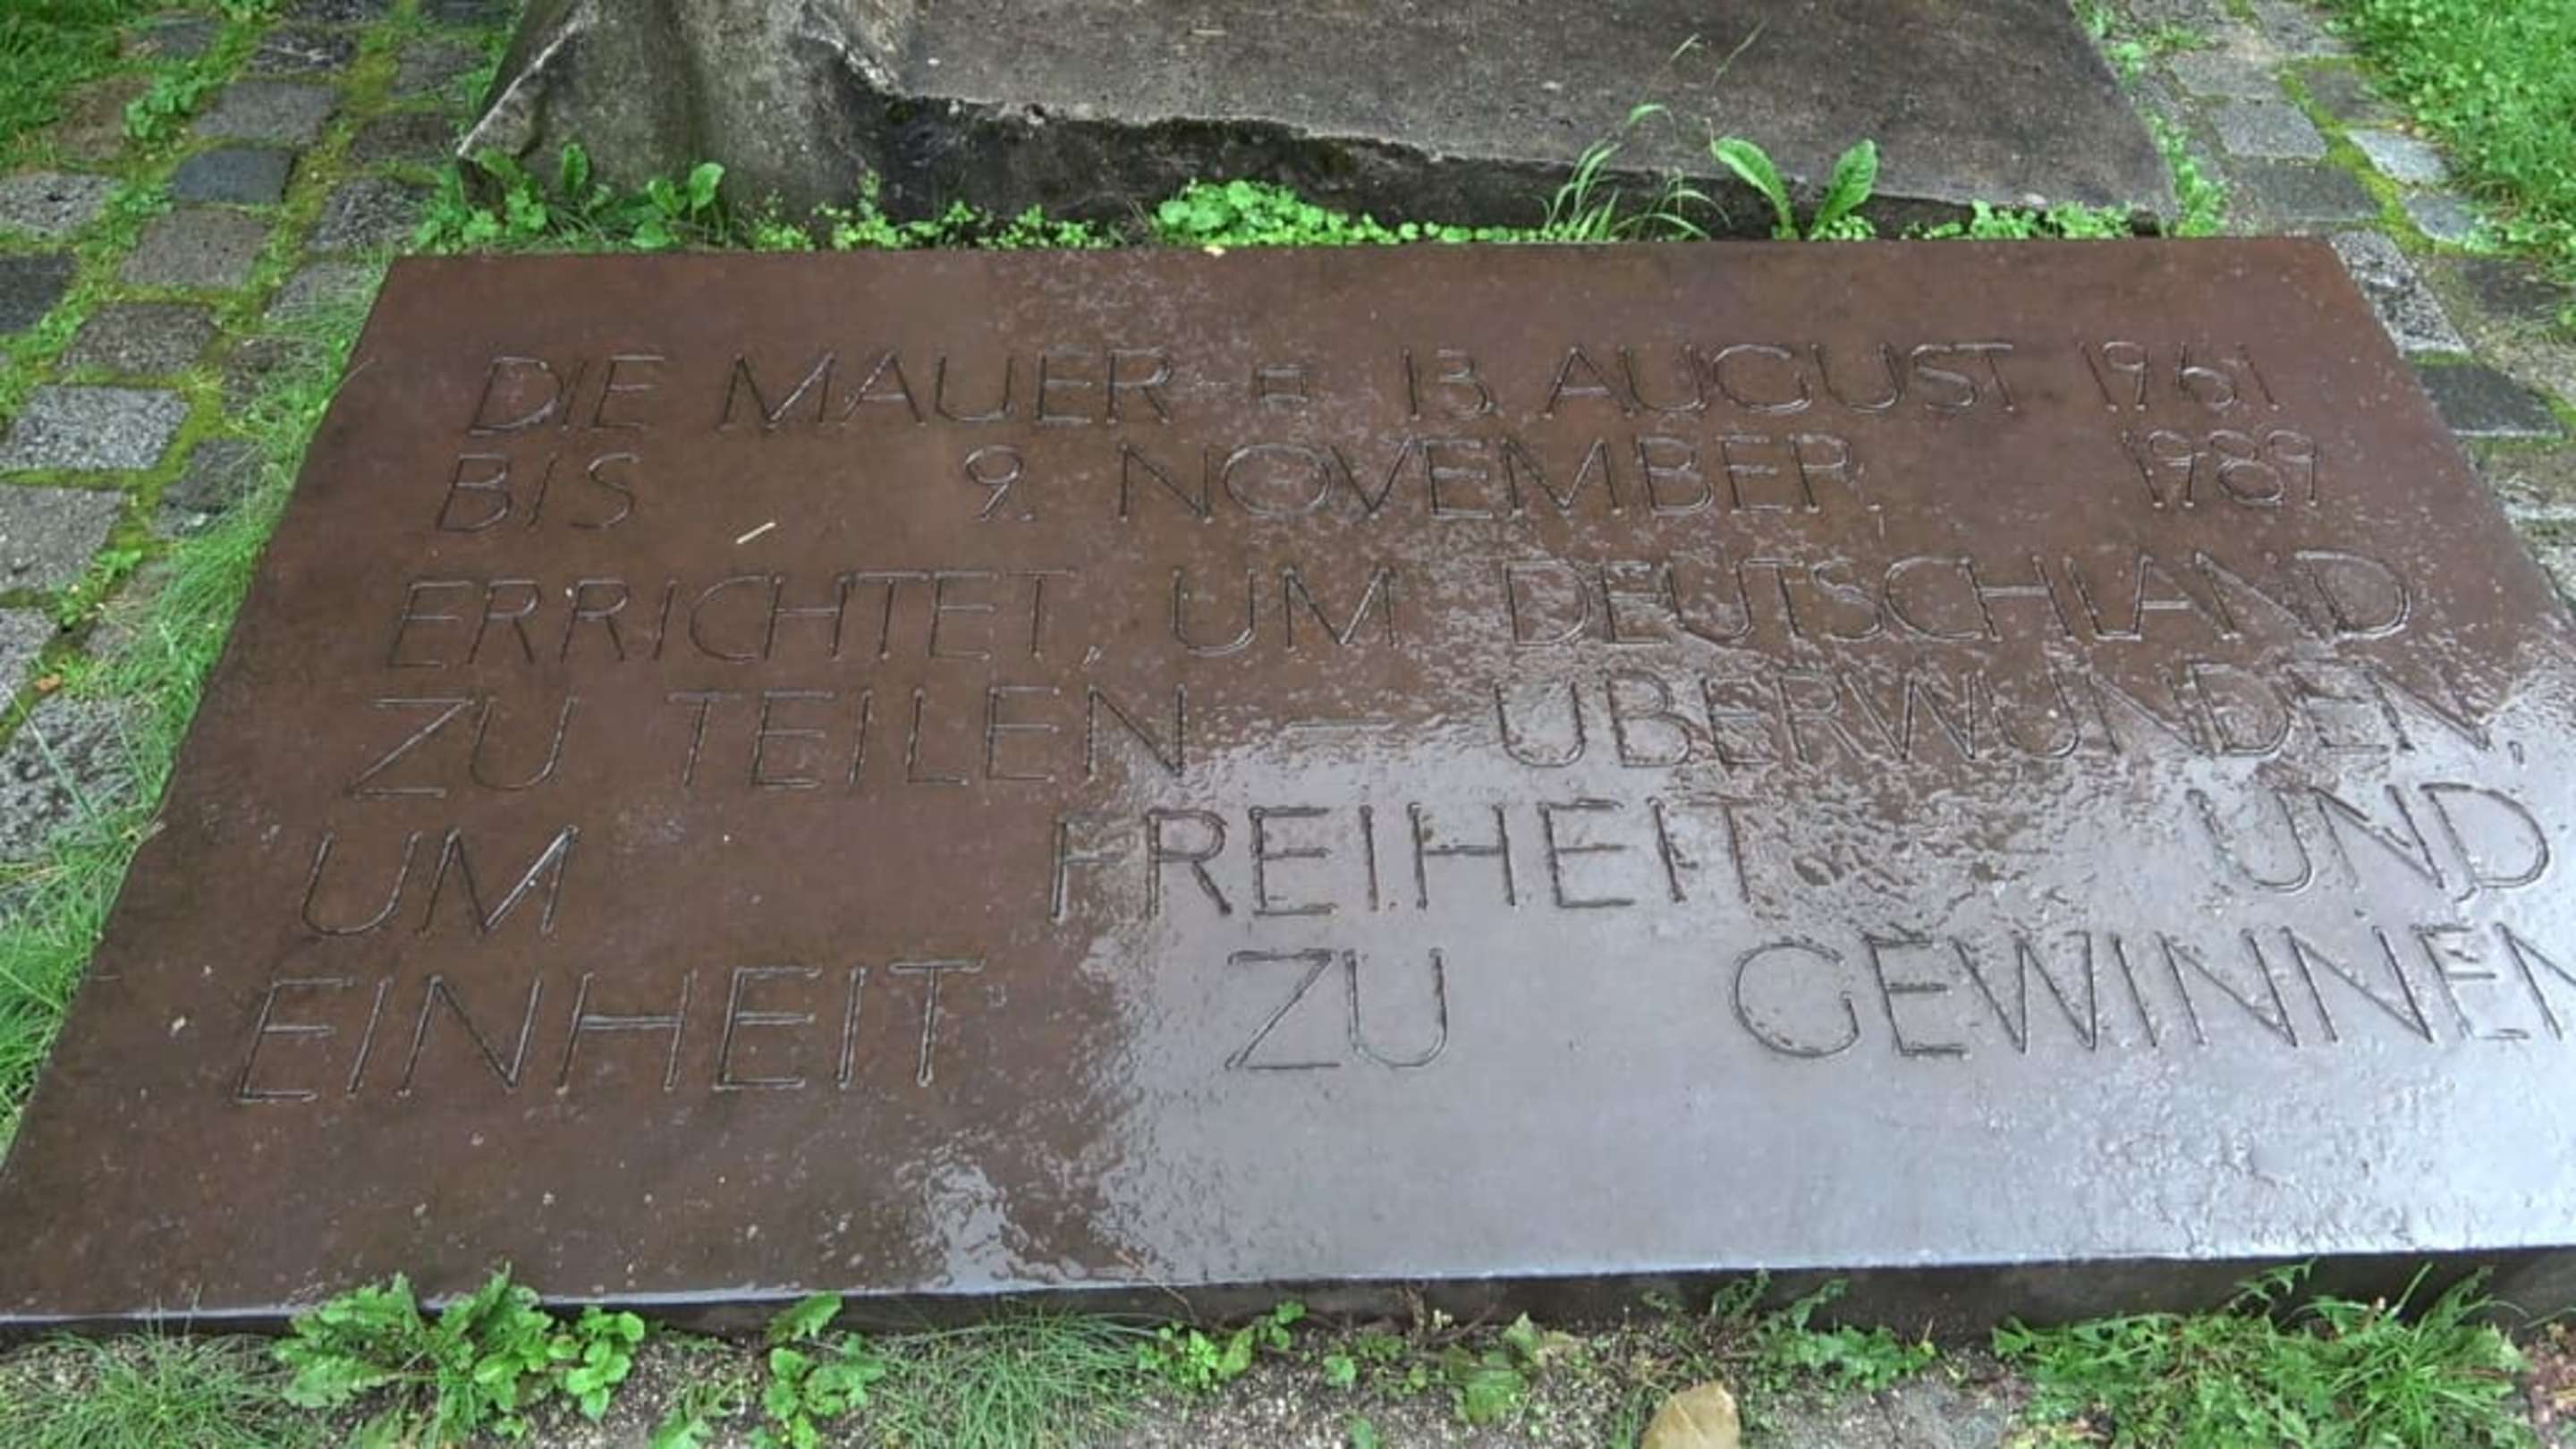 DIE MAUER = 13. AUGUST 1961
BIS 9. NOVEMBER, 1989
ERRICHTET, UM DEUTSCHLAND
ZU TEILEN — ÜBERWUNDEN,
UM FREIHEIT UND
EINHEIT ZU GEWINNEN